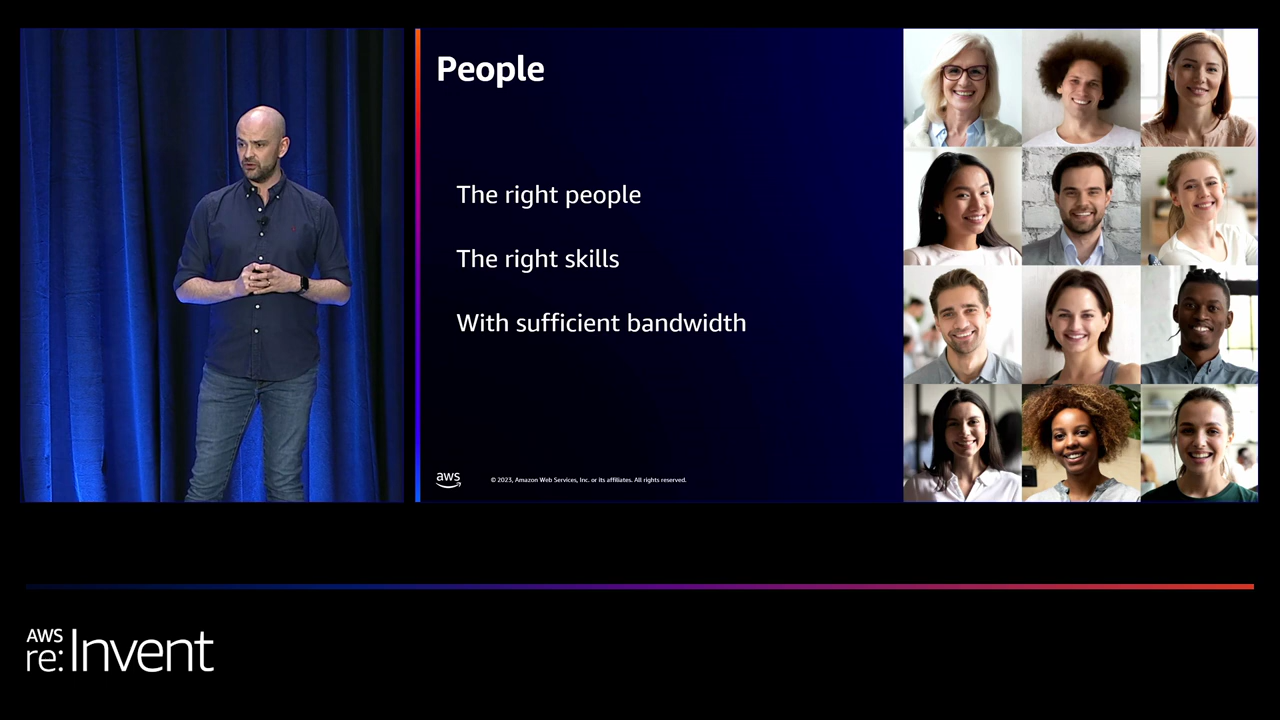 People
The right people
The right skills
With sufficient bandwidth
aws
© 2023, Amazon Web Services, Inc. or its affiliates. All rights reserved.
AWS
re:Invent